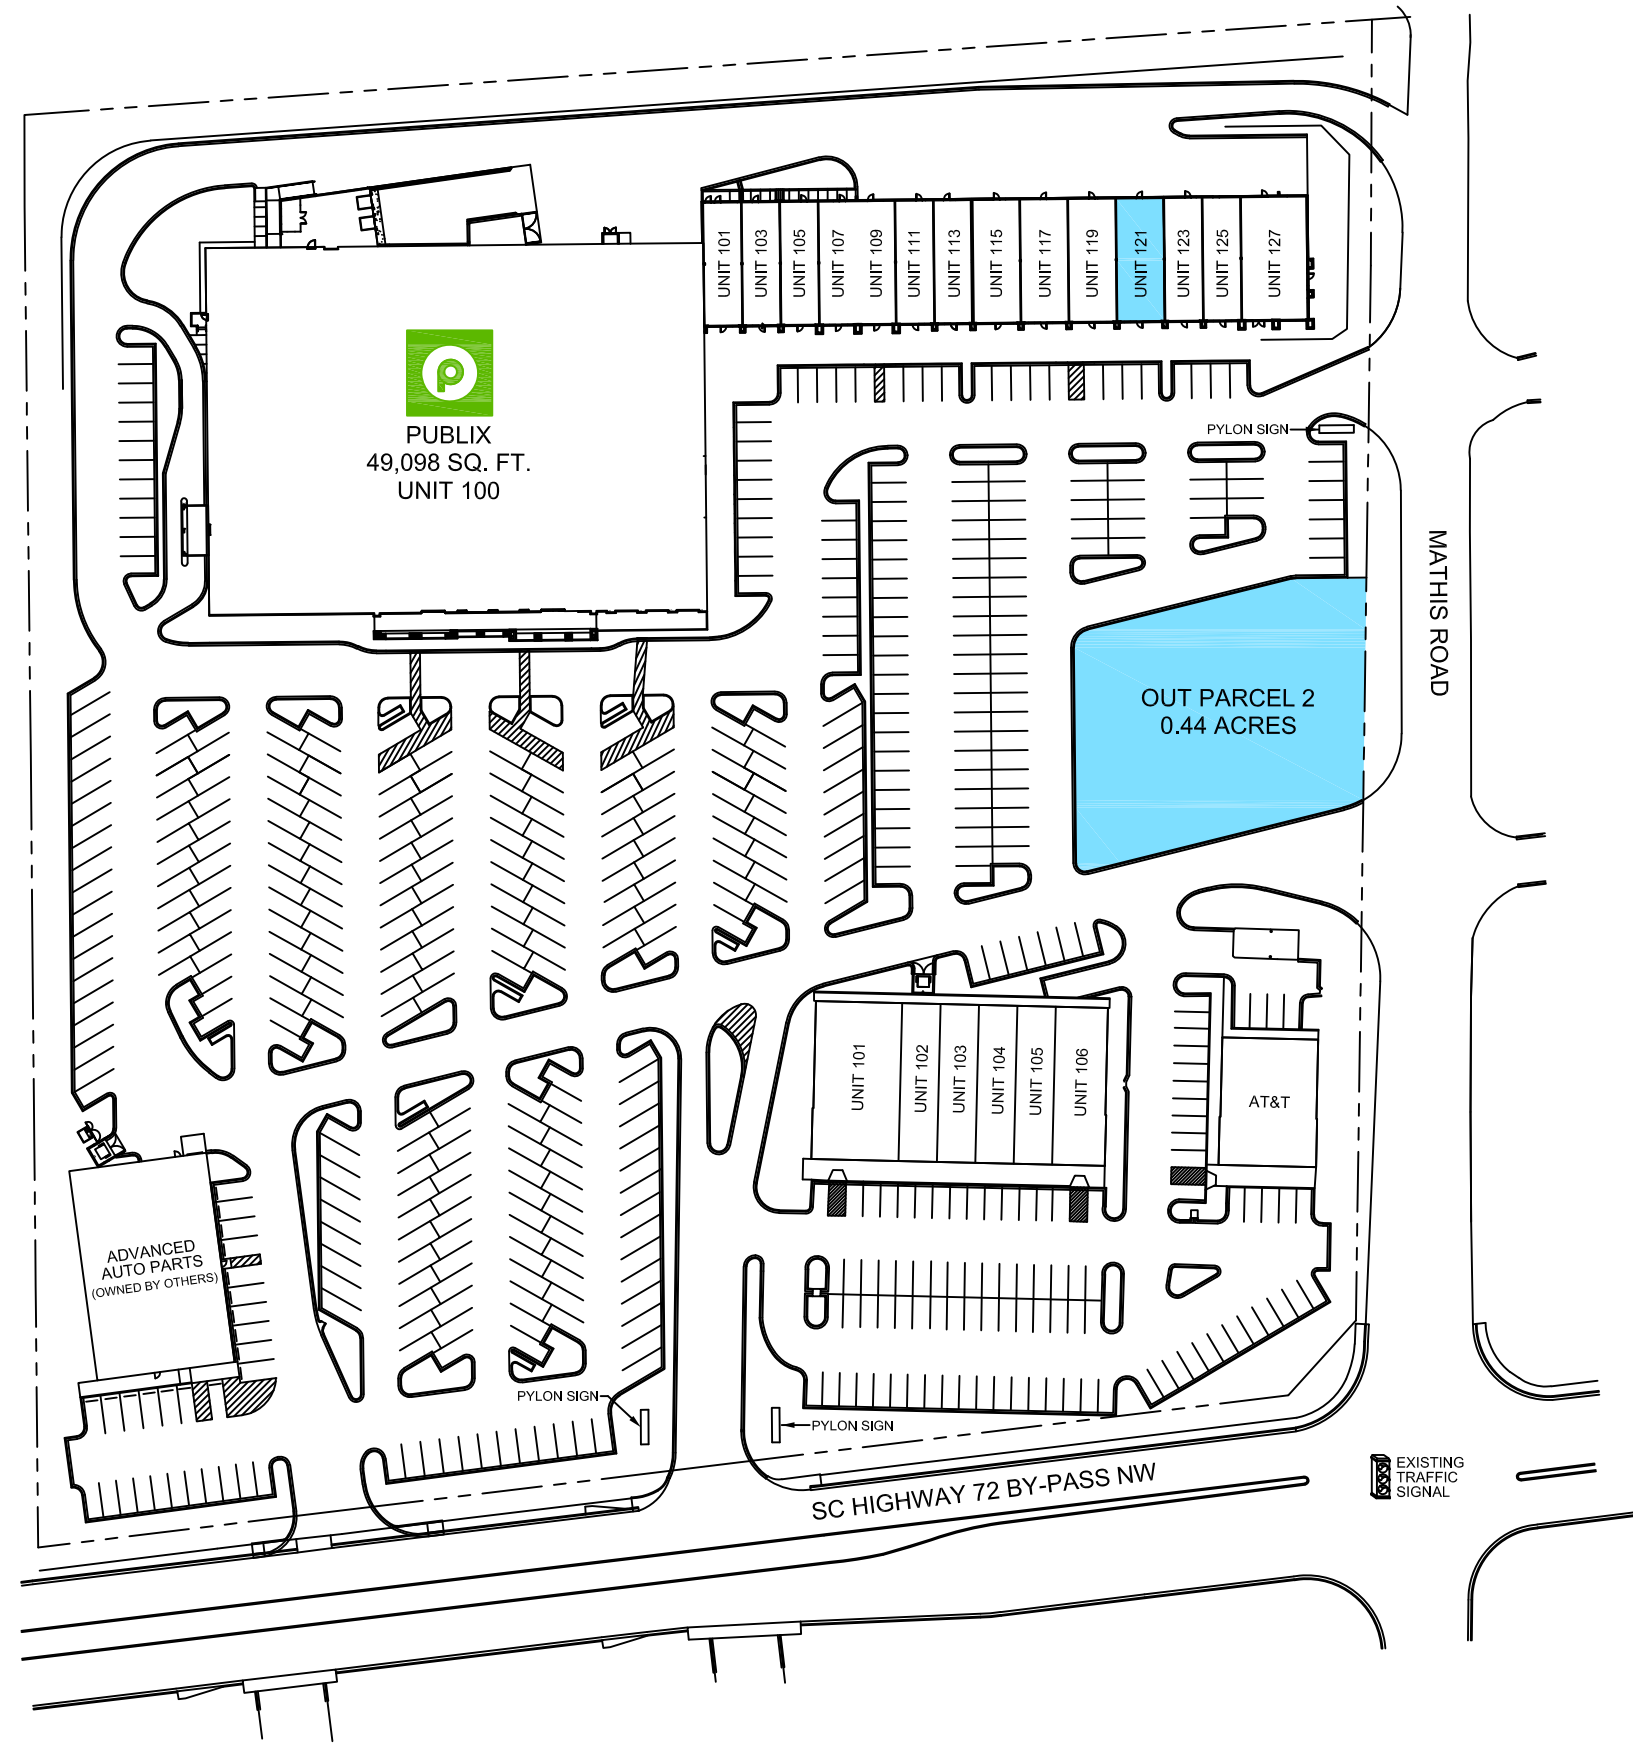 UNIT 101
UNIT 103
UNIT 105
UNIT 107
UNIT 109
UNIT 111
UNIT 113
UNIT 115
UNIT 117
UNIT 119
UNIT 121
UNIT 123
UNIT 125
UNIT 127
P
PUBLIX
49,098 SQ. FT.
UNIT 100
PYLON SIGN
MATHIS ROAD
OUT PARCEL 2
0.44 ACRES
UNIT 101
UNIT 102
UNIT 103
UNIT 104
UNIT 105
UNIT 106
AT&T
ADVANCED
AUTO PARTS
(OWNED BY OTHERS)
PYLON SIGN
PYLON SIGN
SC HIGHWAY 72 BY-PASS NW
EXISTING
TRAFFIC
SIGNAL